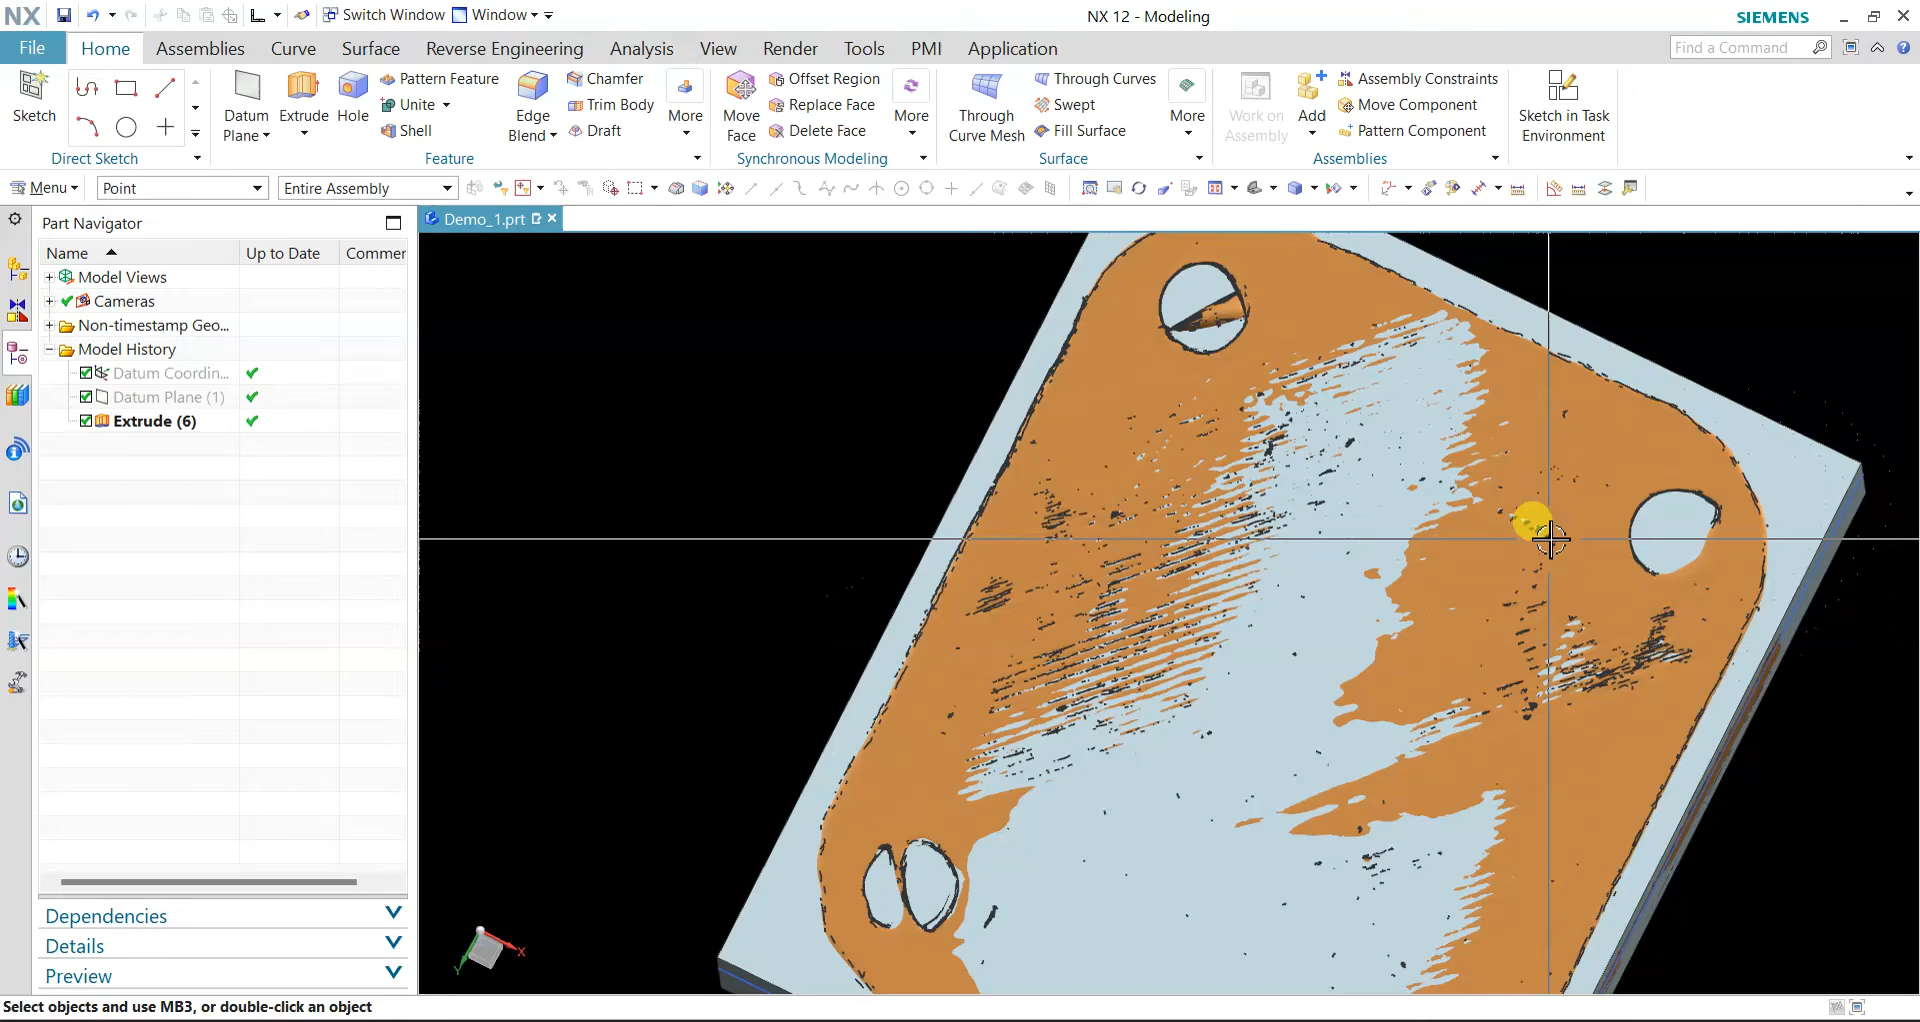 NX
Switch Window
Window
NX 12 - Modeling
SIEMENS
File
Home
Assemblies
Curve
Surface
Reverse Engineering
Analysis
View
Render
Tools
PMI
Application
Find a Command
Sketch
Direct Sketch
Datum
Plane
Extrude
Hole
Pattern Feature
Unite
Shell
Edge
Blend
Chamfer
Trim Body
Draft
More
Feature
Move
Face
Offset Region
Replace Face
Delete Face
More
Synchronous Modeling
Through
Curve Mesh
Through Curves
Swept
Fill Surface
More
Surface
Work on
Assembly
Add
Assembly Constraints
Move Component
Pattern Component
Assemblies
Sketch in Task
Environment
Menu
Point
Entire Assembly
Part Navigator
Demo_1.prt
Name
Up to Date
Commer
Model Views
Cameras
Non-timestamp Geo...
Model History
Datum Coordin...
Datum Plane (1)
Extrude (6)
Dependencies
Details
Preview
X
Y
Select objects and use MB3, or double-click an object